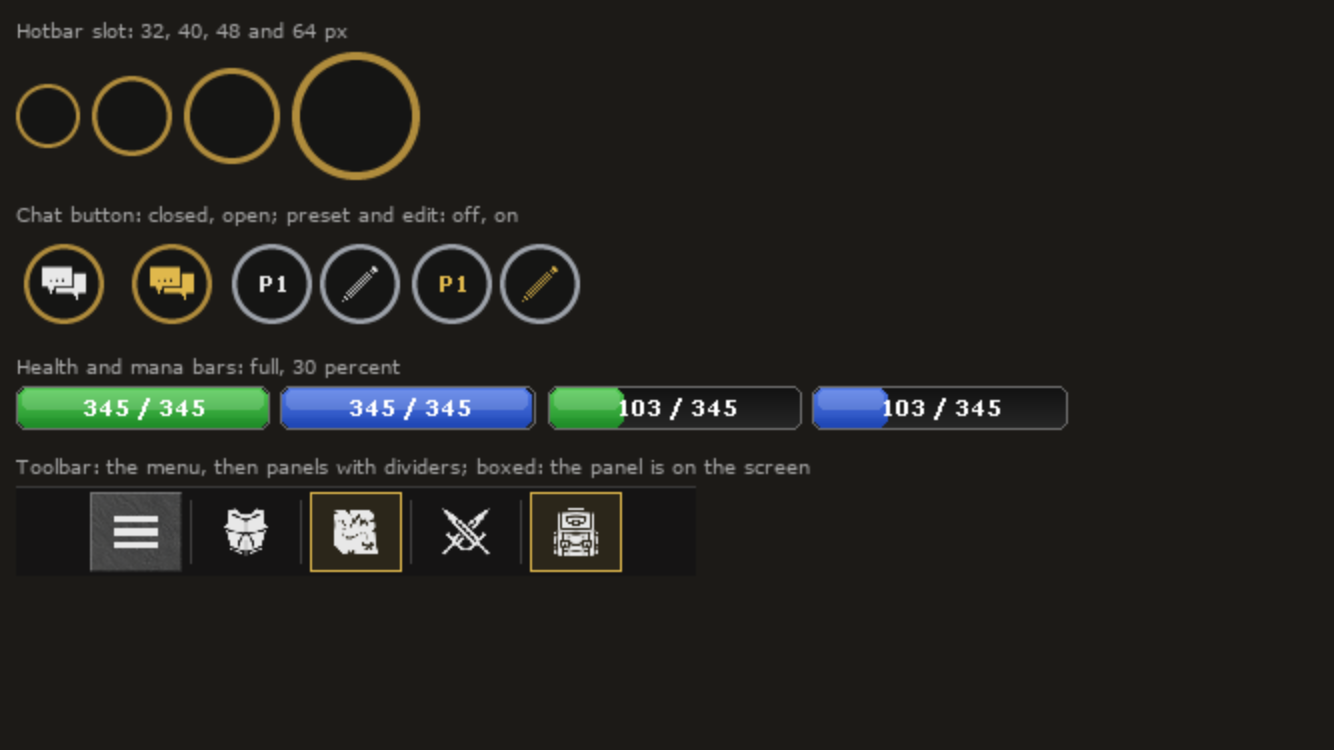 Hotbar slot: 32, 40, 48 and 64 px
Chat button: closed, open; preset and edit: off, on
P1 P1
Health and mana bars: full, 30 percent
345 / 345 345 / 345 103 / 345 103 / 345
Toolbar: the menu, then panels with dividers; boxed: the panel is on the screen